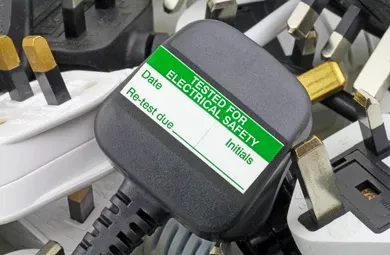 TESTED FOR
ELECTRICAL SAFETY
Date
Initials
Re-test due